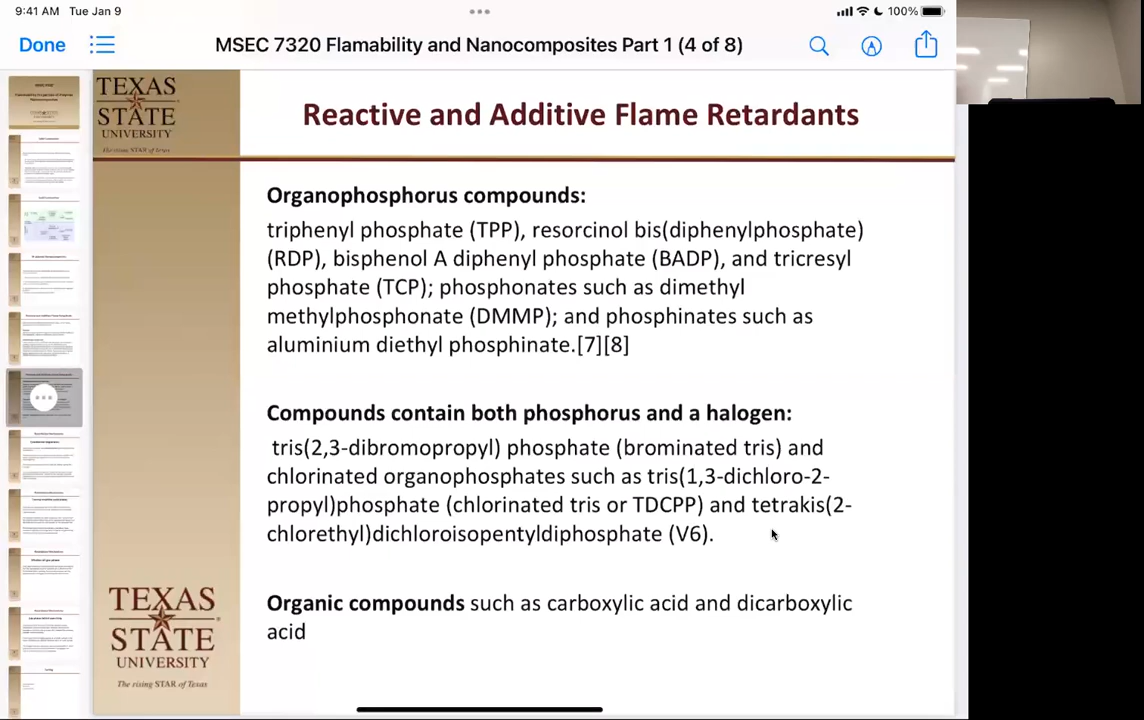 9:41 AM Tue Jan 9
100%
Done
MSEC 7320 Flamability and Nanocomposites Part 1 (4 of 8)
TEXAS
STATE
UNIVERSITY
The rising STAR of Texas
Reactive and Additive Flame Retardants
Organophosphorus compounds:
triphenyl phosphate (TPP), resorcinol bis(diphenylphosphate)
(RDP), bisphenol A diphenyl phosphate (BADP), and tricresyl
phosphate (TCP); phosphonates such as dimethyl
methylphosphonate (DMMP); and phosphinates such as
aluminium diethyl phosphinate.[7][8]
Compounds contain both phosphorus and a halogen:
tris(2,3-dibromopropyl) phosphate (brominated tris) and
chlorinated organophosphates such as tris(1,3-dichloro-2-
propyl)phosphate (chlorinated tris or TDCPP) and tetrakis(2-
chlorethyl)dichloroisopentyldiphosphate (V6).
Organic compounds such as carboxylic acid and dicarboxylic
acid
TEXAS
STATE
UNIVERSITY
The rising STAR of Texas